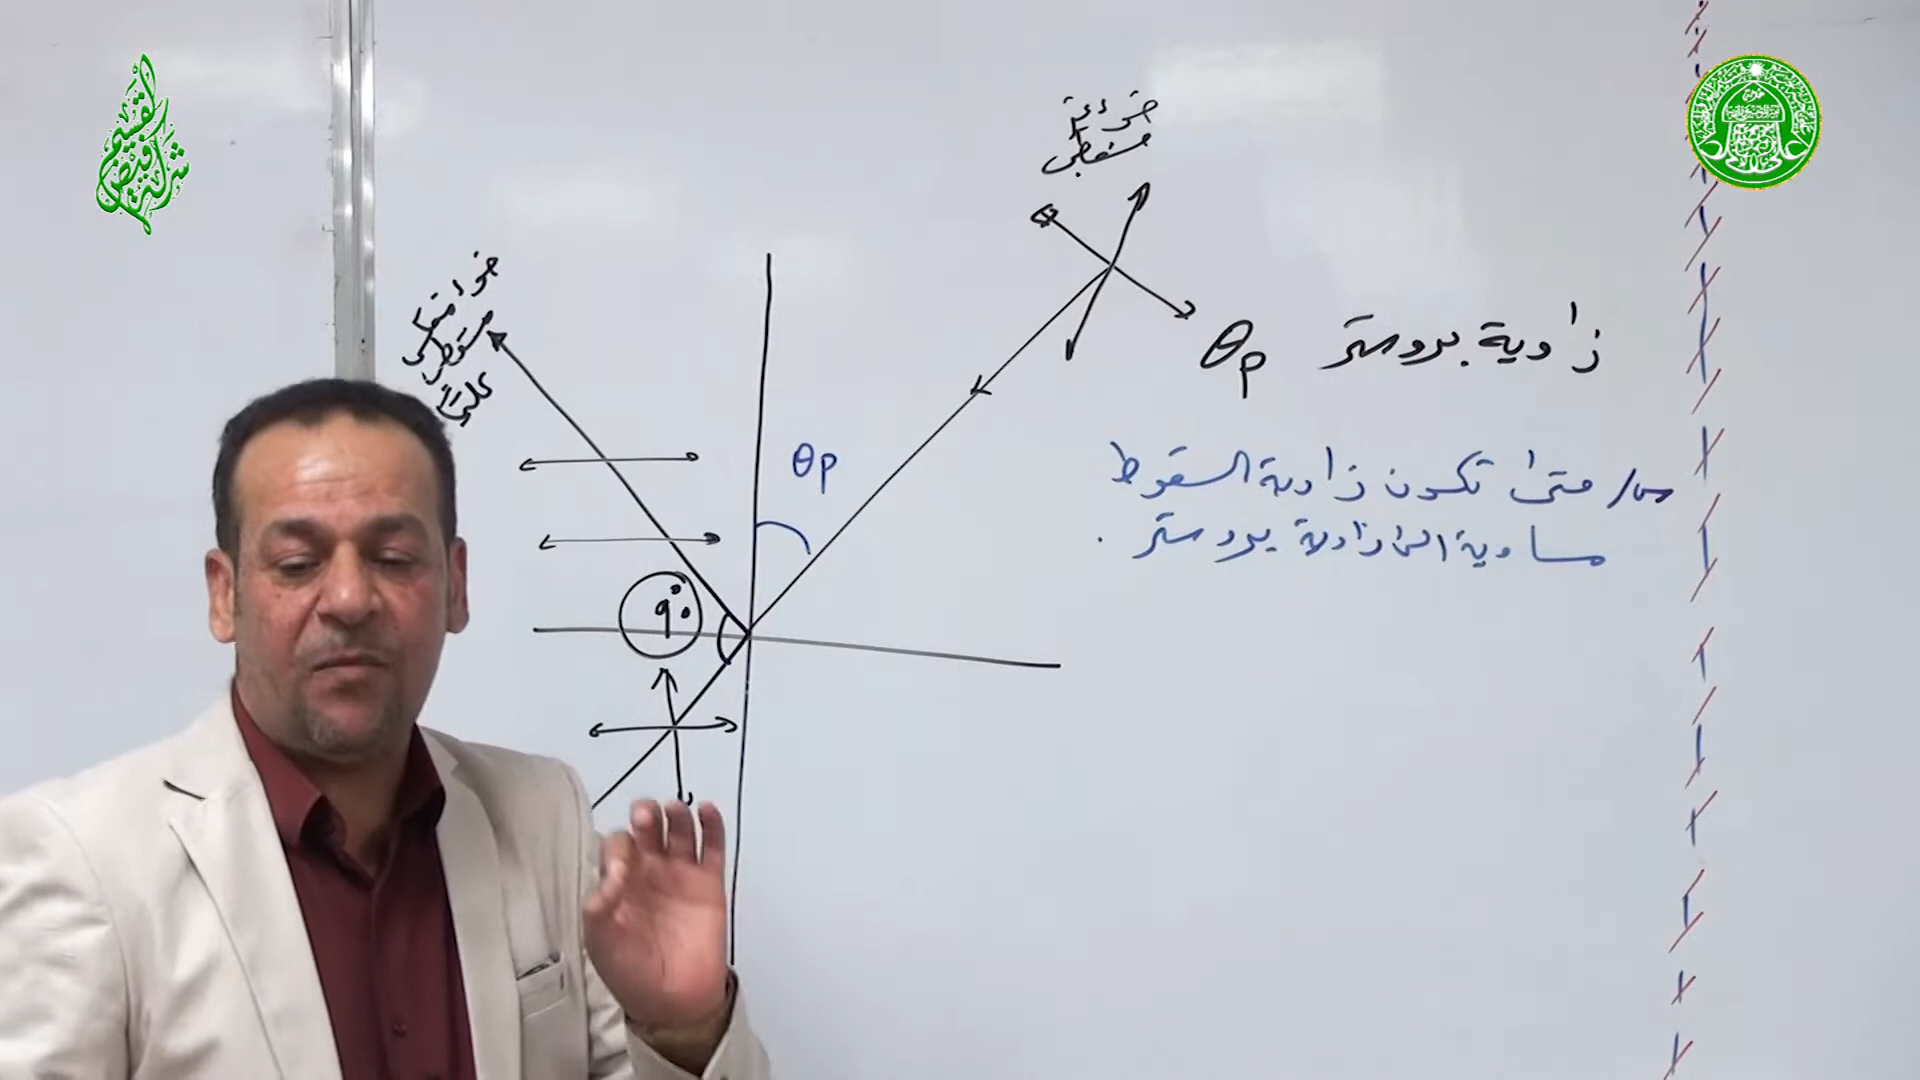 ضوء غير
مستقطب
زاوية بروستر θp
س/ متى تكون زاوية السقوط
مساوية الى زاوية بروستر .
ضوء منعكس
مستقطب
كلياً
θp
90°